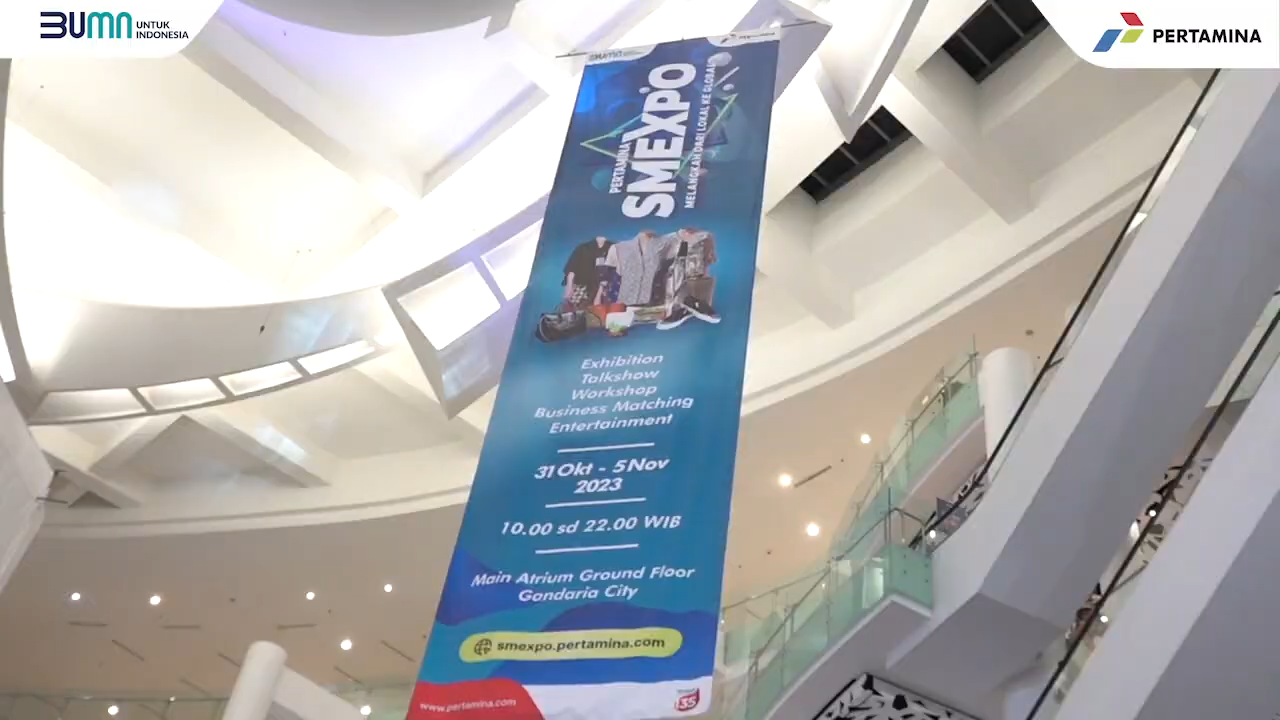 BUMN
UNTUK
INDONESIA
PERTAMINA
PERTAMINA
SMEXPO
MELANGKAH DARI LOKAL KE GLOBAL
Exhibition
Talkshow
Workshop
Business Matching
Entertainment
31 Okt - 5 Nov
2023
10.00 sd 22.00 WIB
Main Atrium Ground Floor
Gandaria City
smexpo.pertamina.com
www.pertamina.com
135